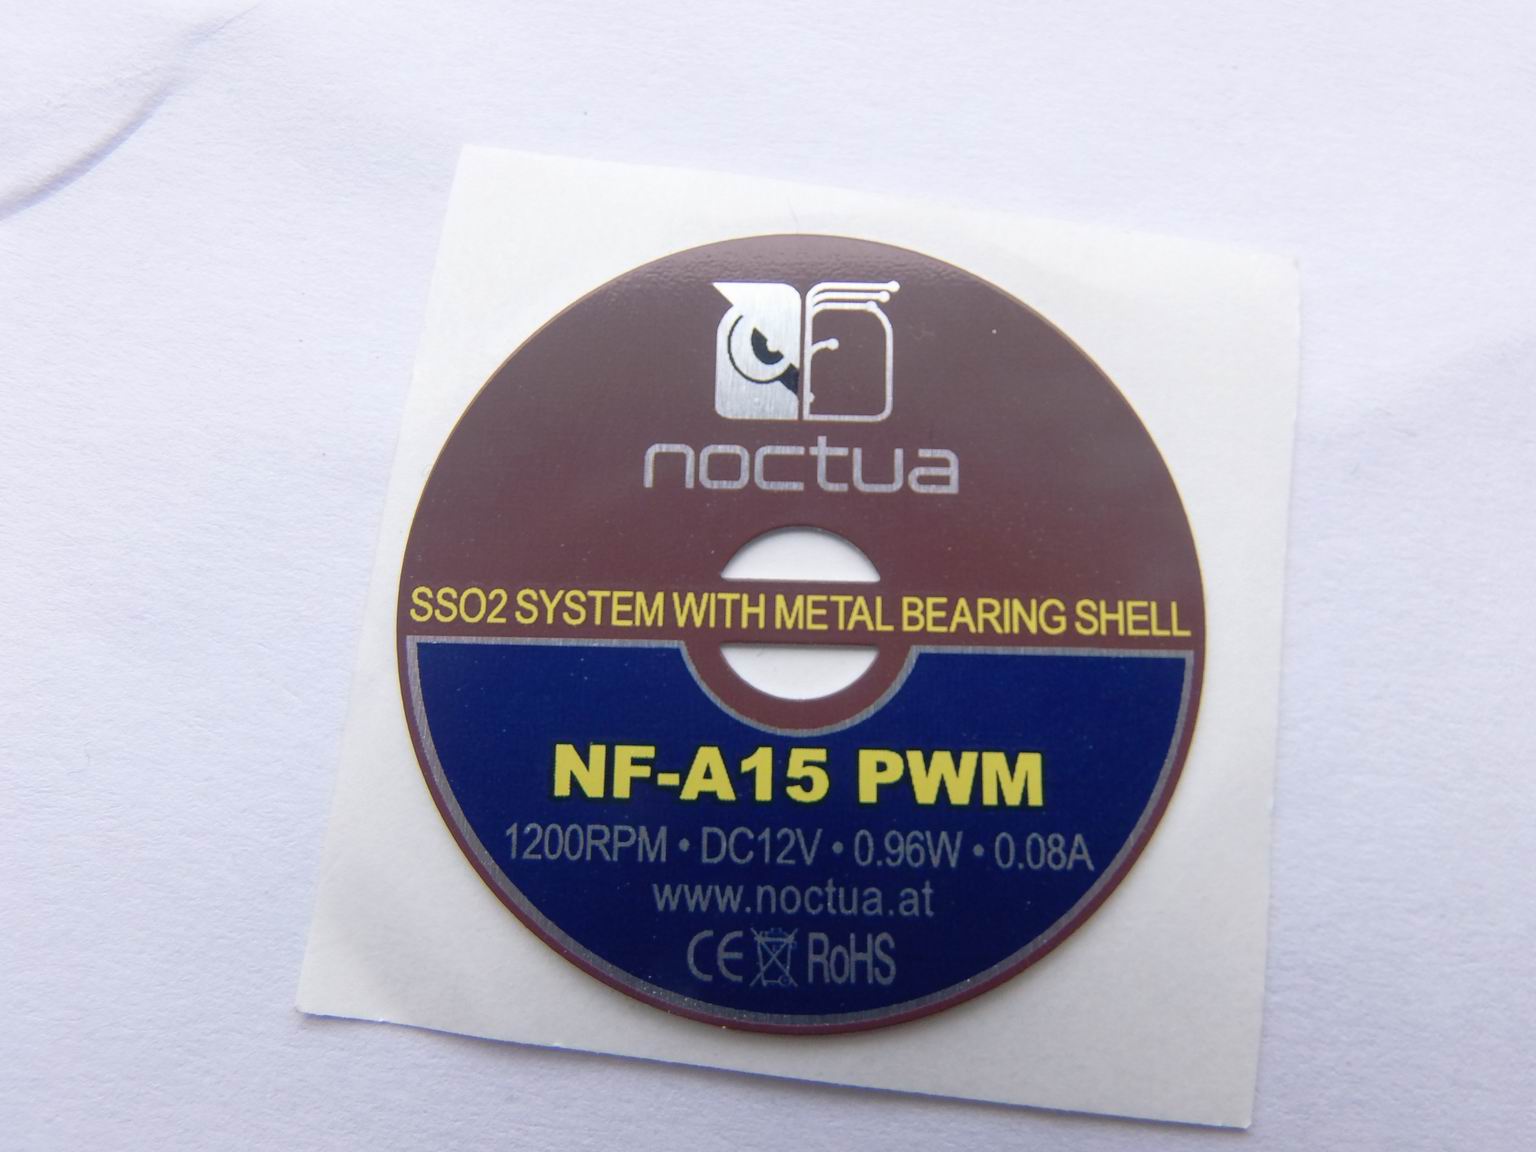 noctua
SSO2 SYSTEM WITH METAL BEARING SHELL
NF-A15 PWM
1200RPM • DC12V • 0.96W • 0.08A
www.noctua.at
CE RoHS